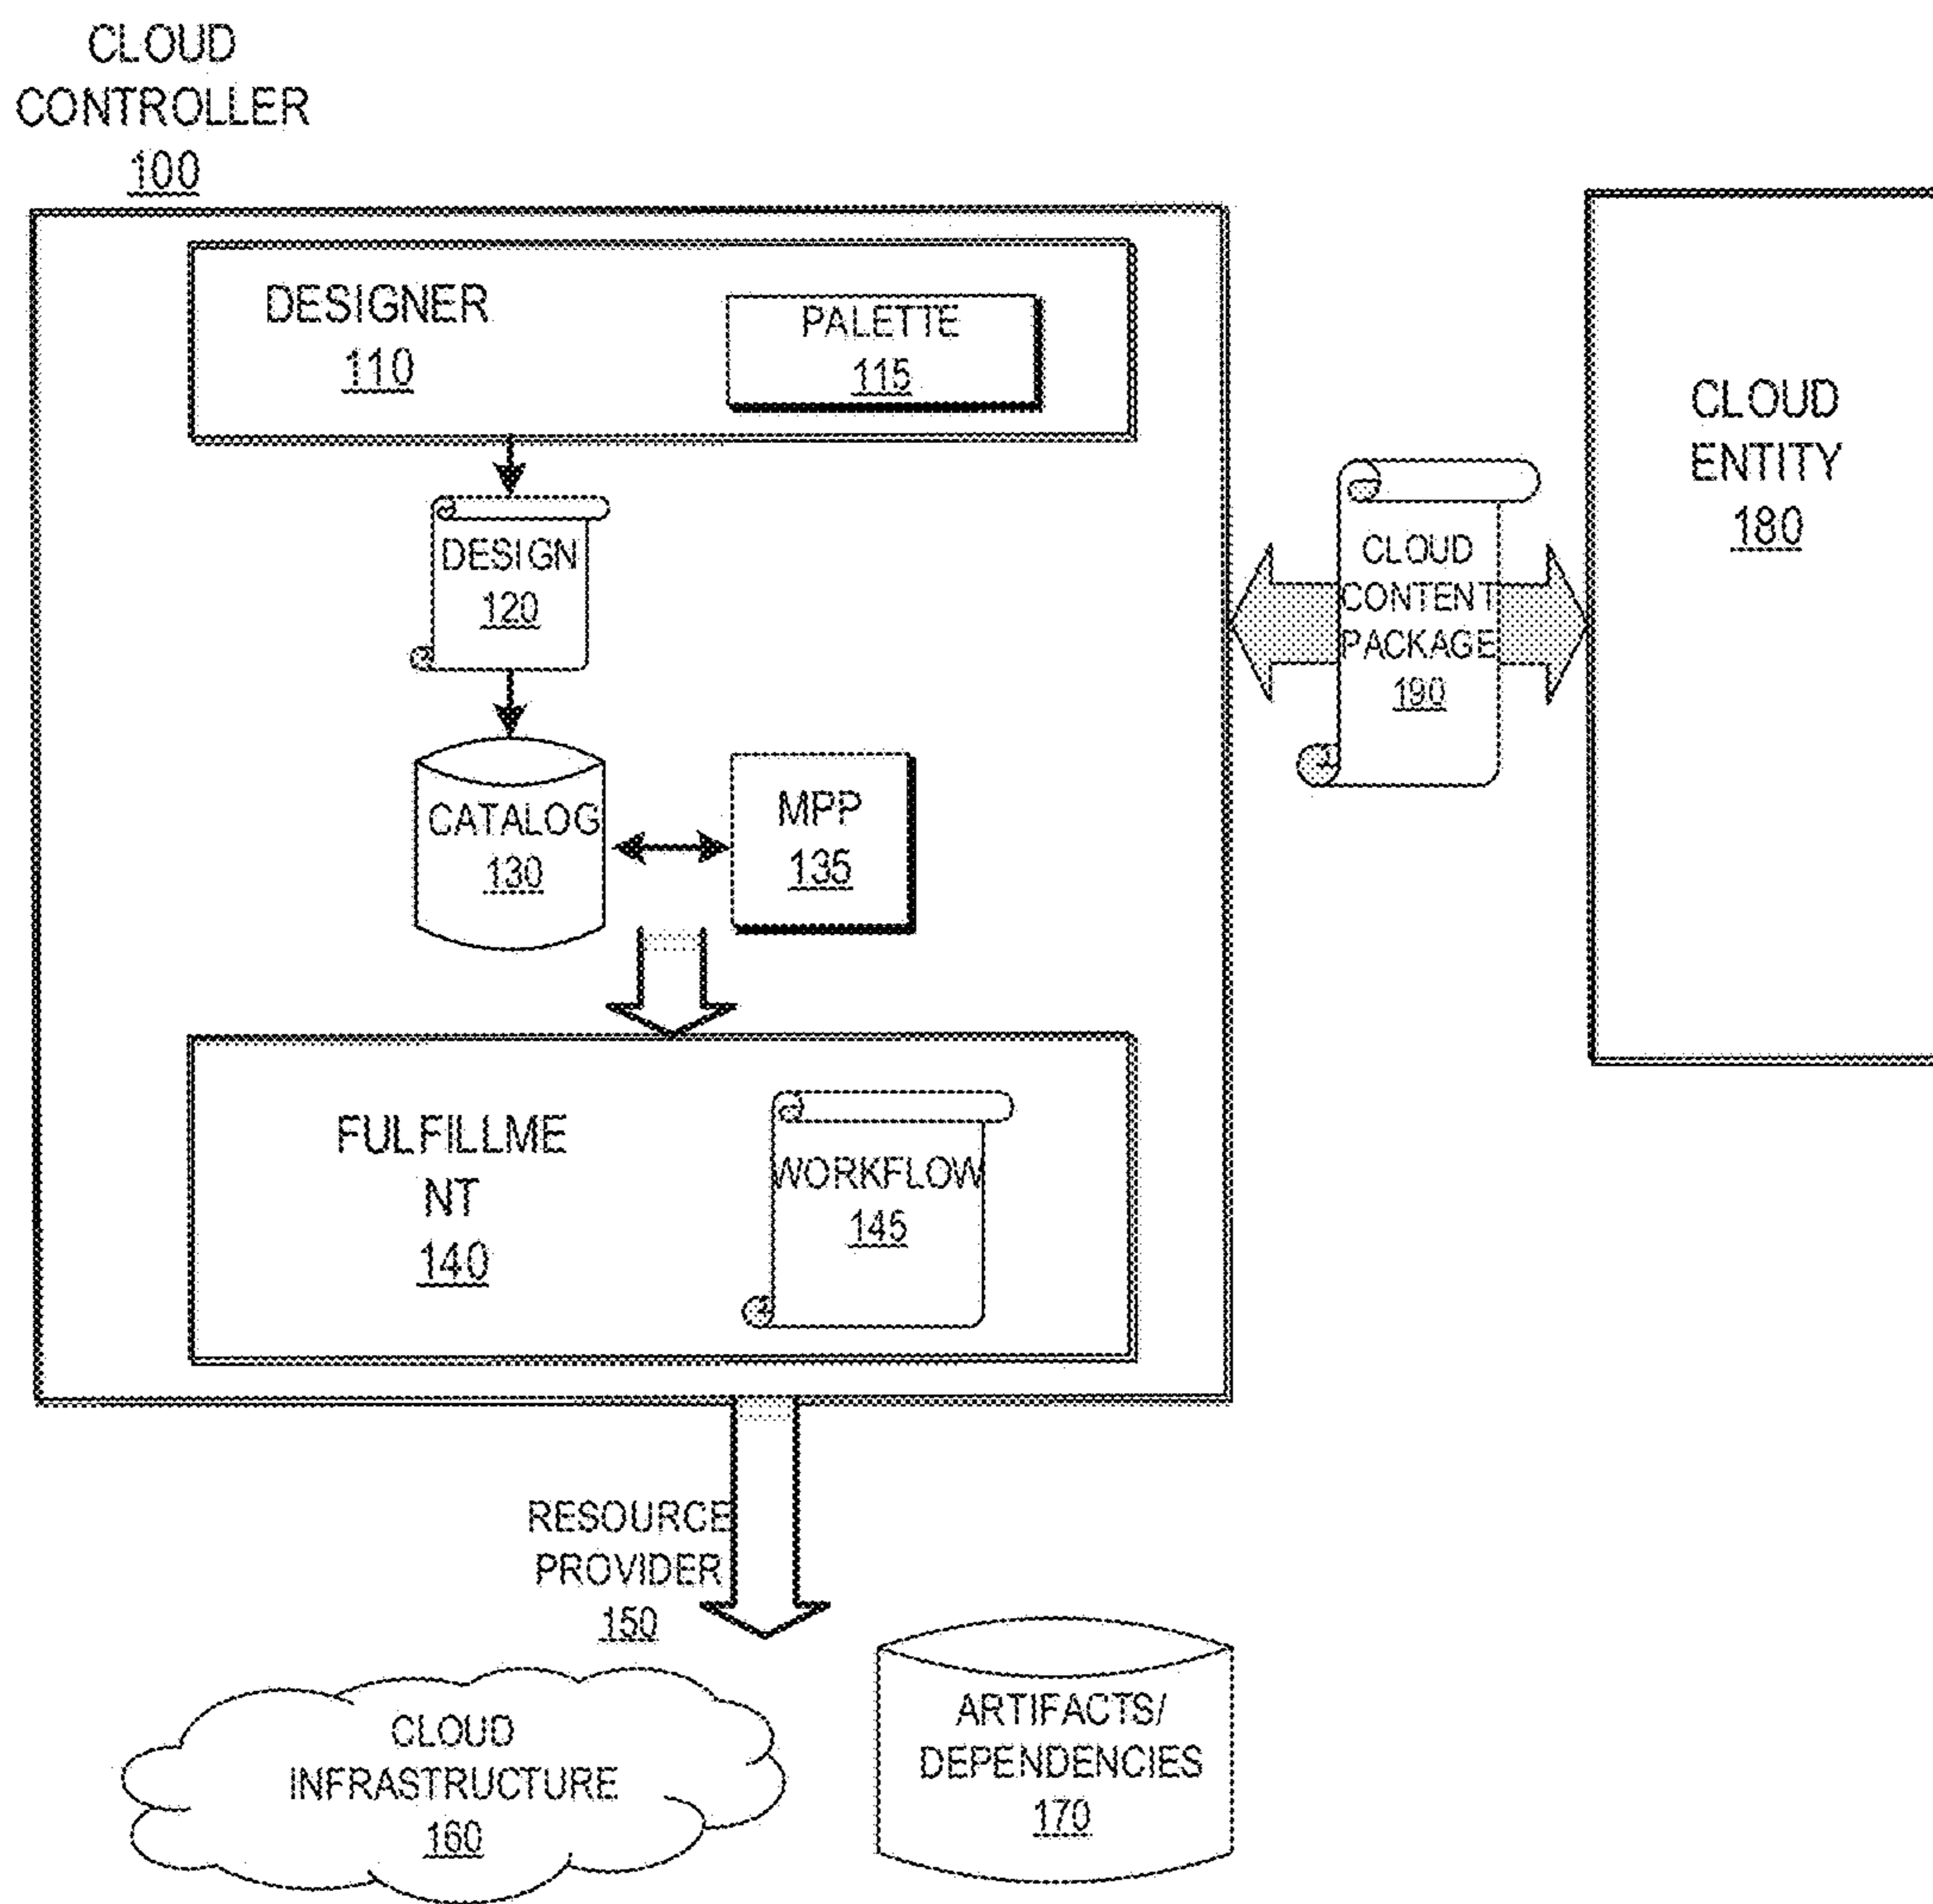 CLOUD
CONTROLLER
100
DESIGNER
110
PALETTE
115
DESIGN
120
CATALOG
130
MPP
135
FULFILLME
NT
140
WORKFLOW
145
RESOURCE
PROVIDER
150
CLOUD
INFRASTRUCTURE
160
ARTIFACTS/
DEPENDENCIES
170
CLOUD
CONTENT
PACKAGE
190
CLOUD
ENTITY
180